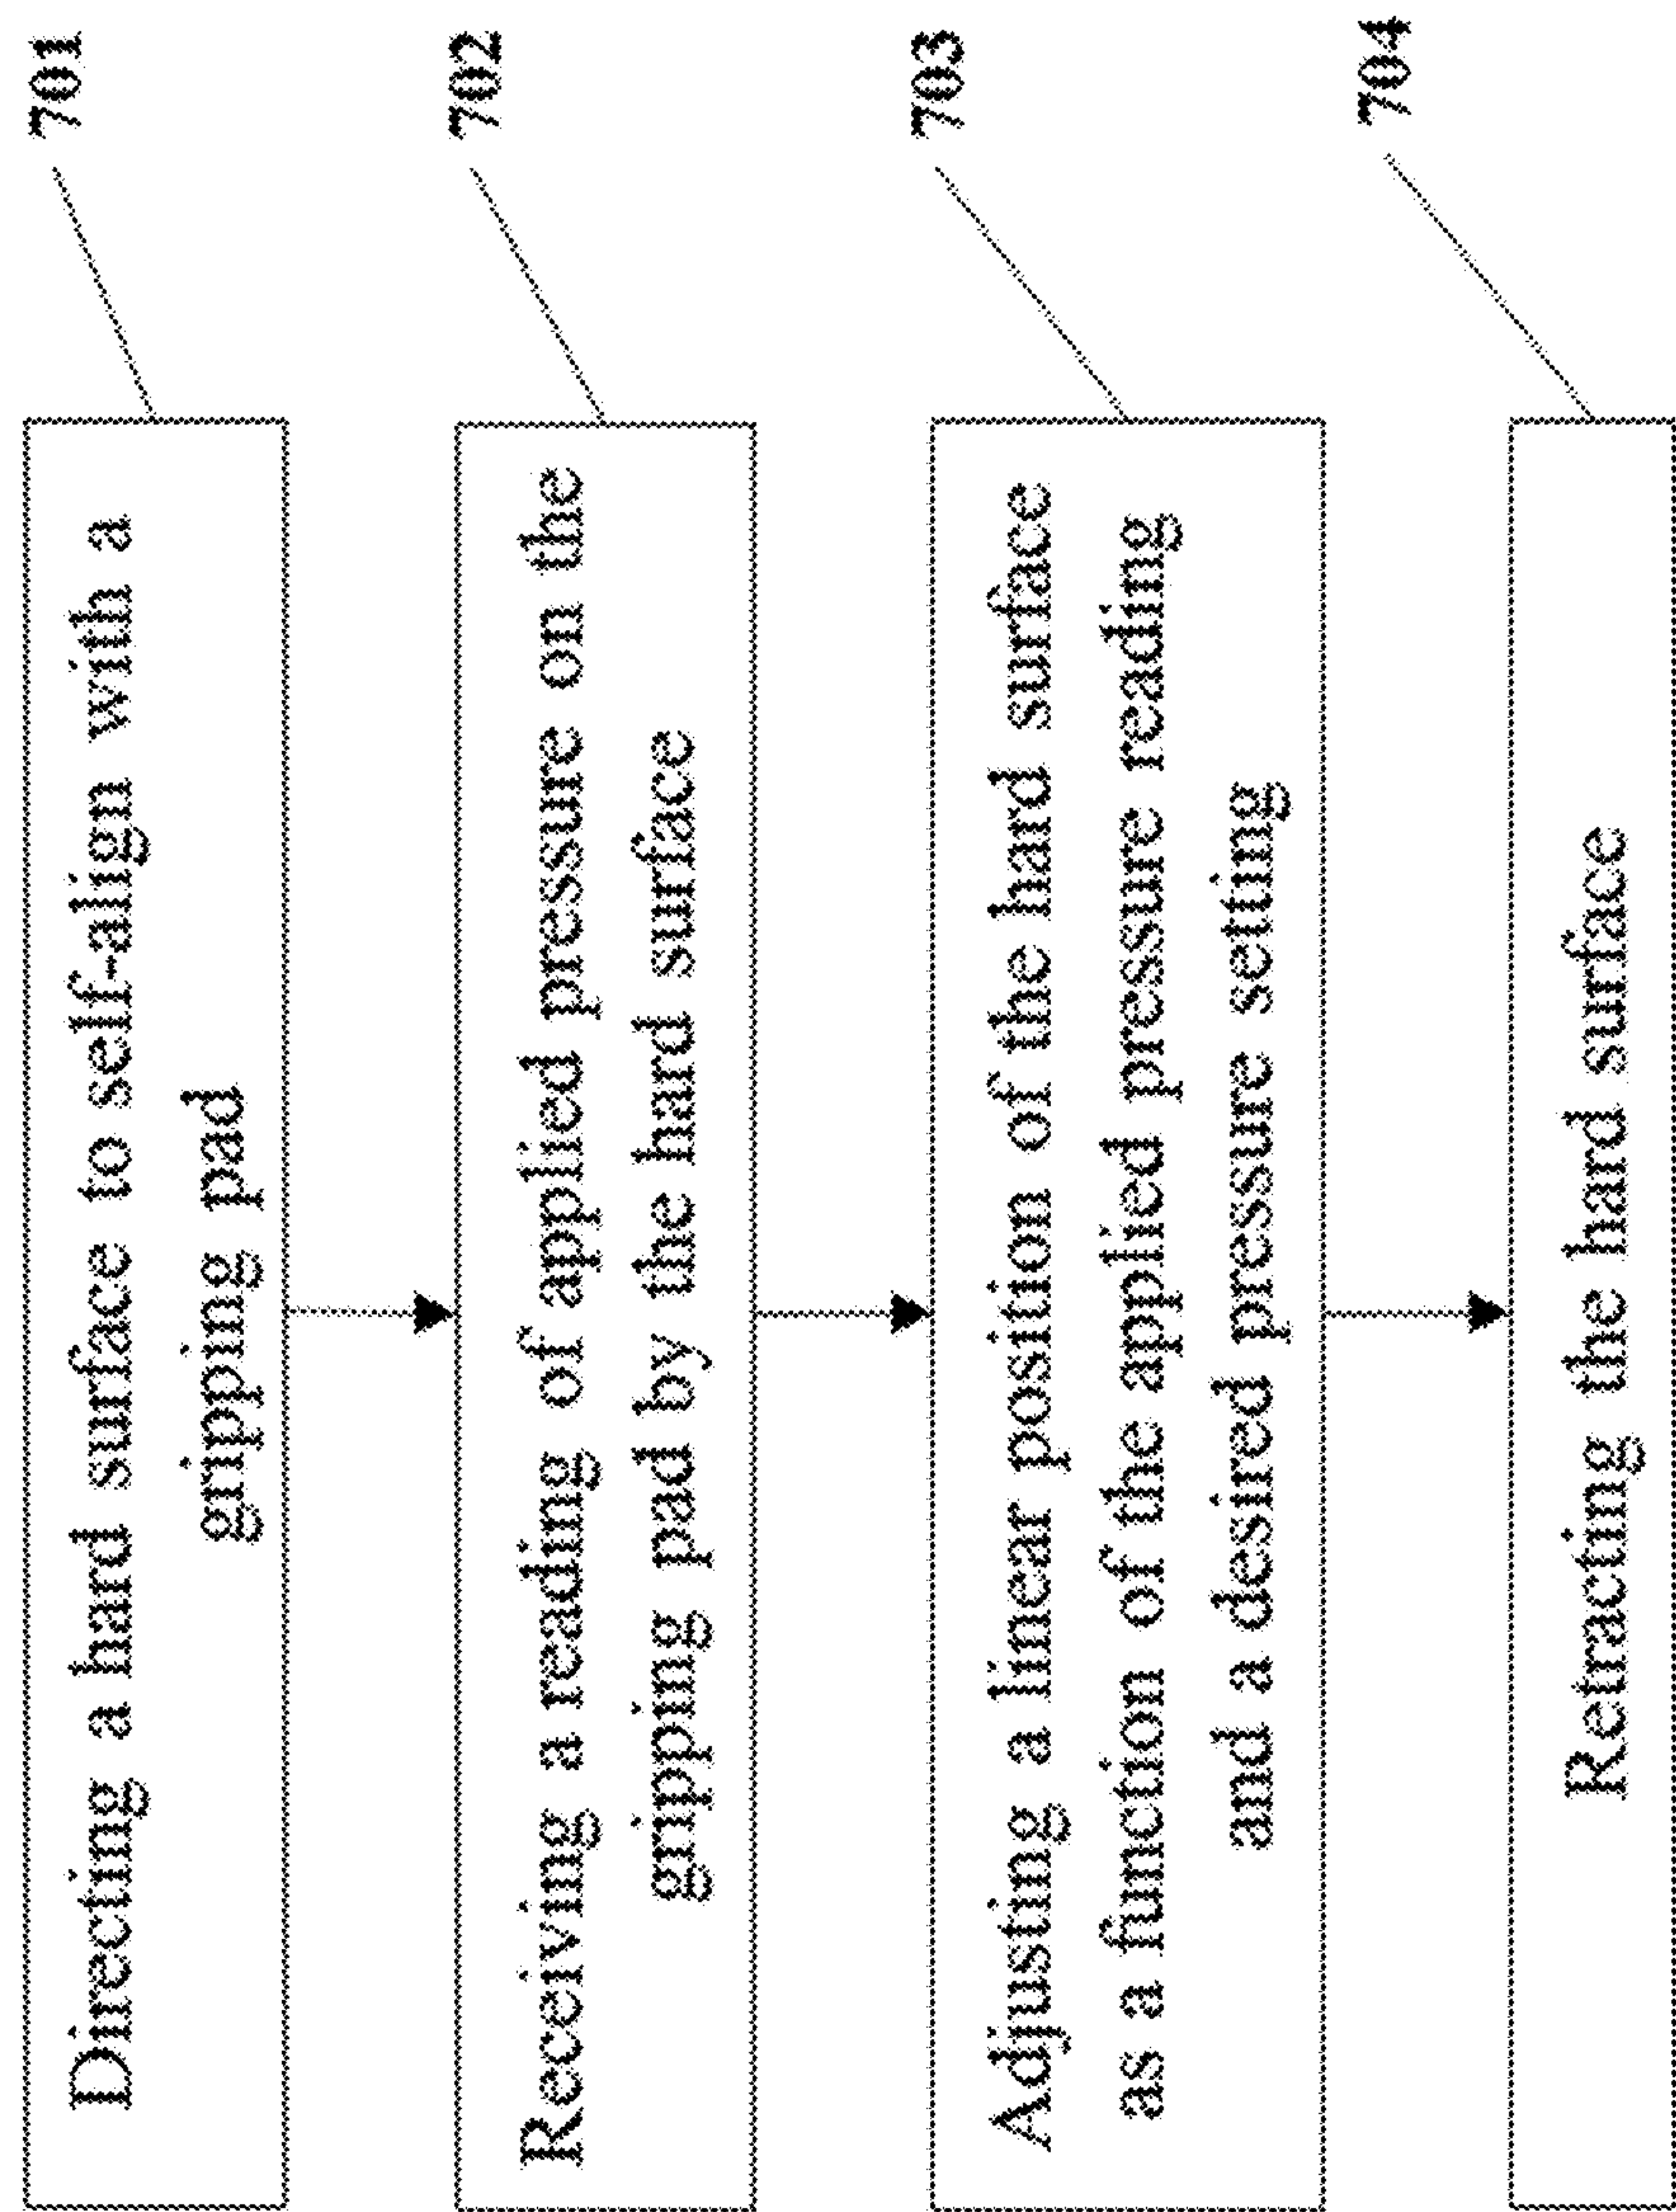 701
Directing a hard surface to self-align with a
gripping pad
702
Receiving a reading of applied pressure on the
gripping pad by the hard surface
703
Adjusting a linear position of the hard surface
as a function of the applied pressure reading
and a desired pressure setting
704
Retracting the hard surface